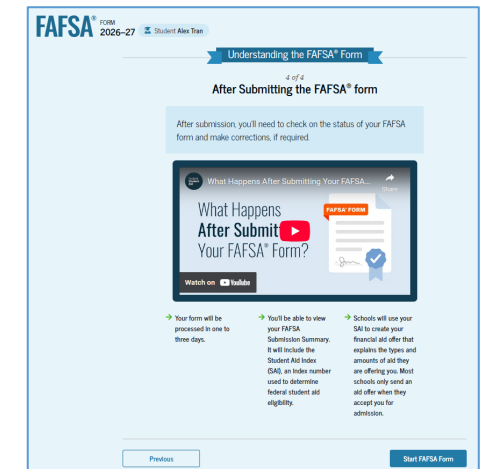 FAFSA® FORM 2026–27 Student Alex Tran
Understanding the FAFSA® Form
4 of 4
After Submitting the FAFSA® form
After submission, you'll need to check on the status of your FAFSA
form and make corrections, if required.
What Happens After Submitting Your FAFSA...
Share
What Happens
After Submit
Your FAFSA® Form?
FAFSA® FORM
Watch on YouTube
→ Your form will be
processed in one to
three days.
→ You'll be able to view
your FAFSA
Submission Summary.
It will include the
Student Aid Index
(SAI), an index number
used to determine
federal student aid
eligibility.
→ Schools will use your
SAI to create your
financial aid offer that
explains the types and
amounts of aid they
are offering you. Most
schools only send an
aid offer when they
accept you for
admission.
Previous
Start FAFSA Form